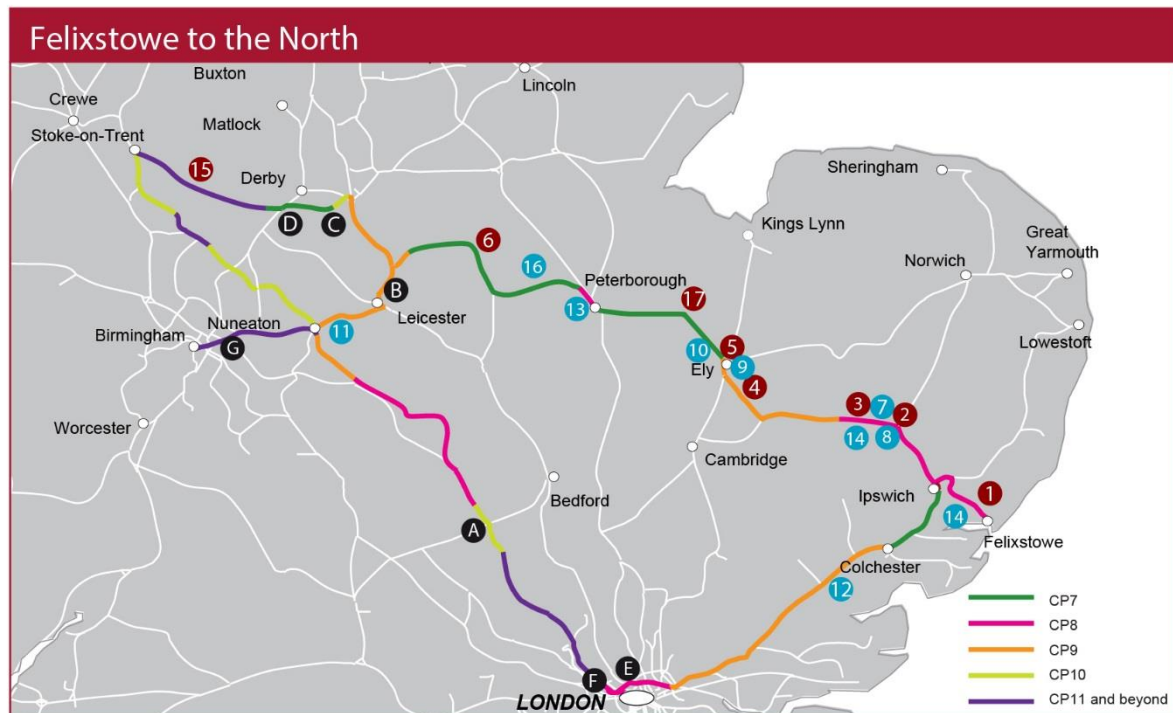 Felixstowe to the North
Buxton
Lincoln
Crewe
Stoke-on-Trent
Matlock
Sheringham
15
Derby
D
C
Kings Lynn
Great
Yarmouth
6
16
Norwich
Peterborough
B
13
17
Leicester
Nuneaton
11
Birmingham
G
Lowestoft
10
5
Ely
9
4
3
7
2
14
8
Worcester
Cambridge
Bedford
Ipswich
1
14
A
Felixstowe
Colchester
12
E
F
LONDON
CP7
CP8
CP9
CP10
CP11 and beyond